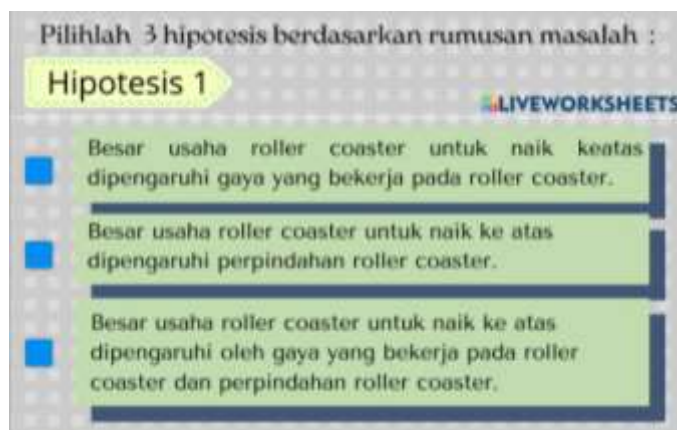 Pilihlah 3 hipotesis berdasarkan rumusan masalah :
Hipotesis 1
LIVEWORKSHEETS
Besar usaha roller coaster untuk naik keatas
dipengaruhi gaya yang bekerja pada roller coaster.
Besar usaha roller coaster untuk naik ke atas
dipengaruhi perpindahan roller coaster.
Besar usaha roller coaster untuk naik ke atas
dipengaruhi oleh gaya yang bekerja pada roller
coaster dan perpindahan roller coaster.